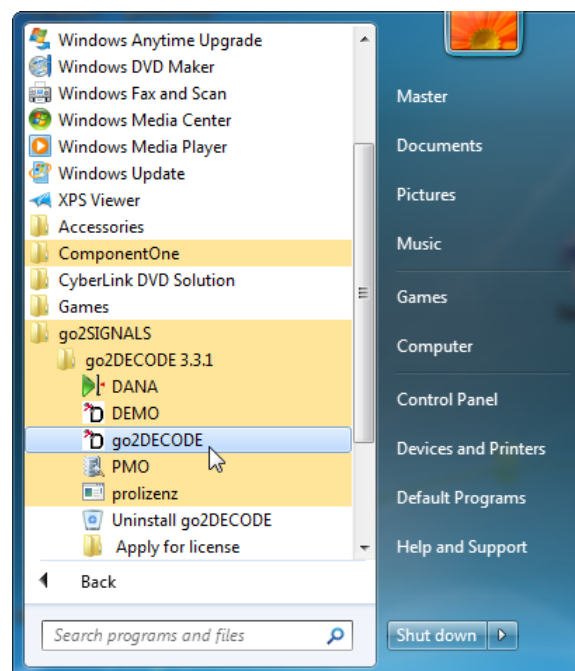 Windows Anytime Upgrade
Windows DVD Maker
Windows Fax and Scan
Windows Media Center
Windows Media Player
Windows Update
XPS Viewer
Accessories
ComponentOne
CyberLink DVD Solution
Games
go2SIGNALS
go2DECODE 3.3.1
DANA
DEMO
go2DECODE
PMO
prolizenz
Uninstall go2DECODE
Apply for license
Back
Search programs and files
Master
Documents
Pictures
Music
Games
Computer
Control Panel
Devices and Printers
Default Programs
Help and Support
Shut down